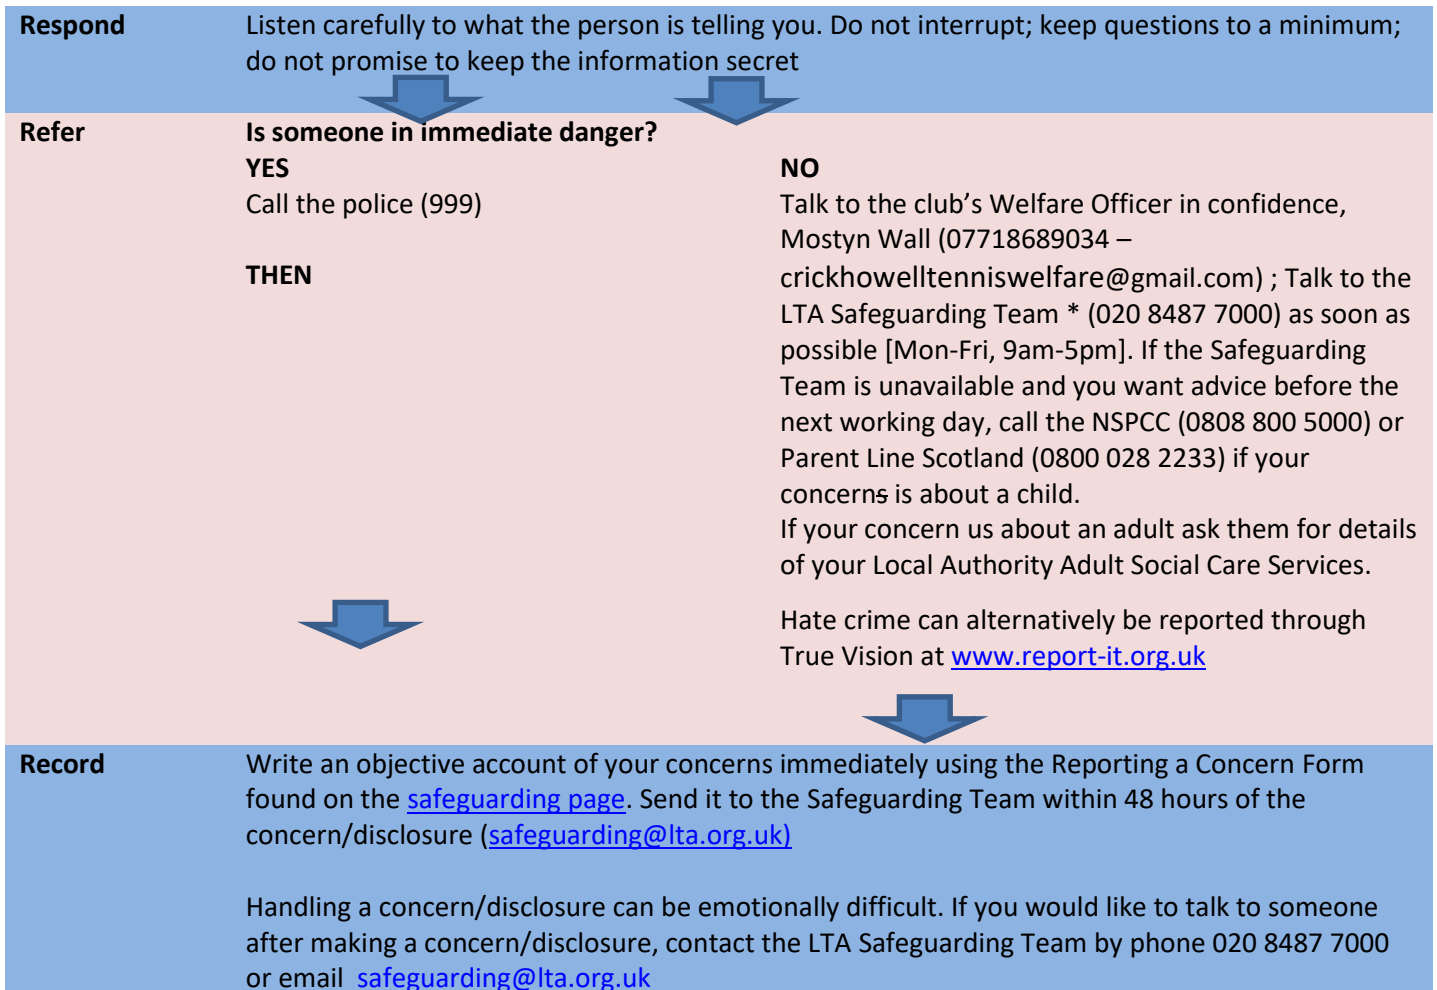 Respond
Listen carefully to what the person is telling you. Do not interrupt; keep questions to a minimum;
do not promise to keep the information secret
Refer
Is someone in immediate danger?
YES
Call the police (999)
THEN
NO
Talk to the club’s Welfare Officer in confidence,
Mostyn Wall (07718689034 –
crickhowelltenniswelfare@gmail.com) ; Talk to the
LTA Safeguarding Team * (020 8487 7000) as soon as
possible [Mon-Fri, 9am-5pm]. If the Safeguarding
Team is unavailable and you want advice before the
next working day, call the NSPCC (0808 800 5000) or
Parent Line Scotland (0800 028 2233) if your
concerns is about a child.
If your concern us about an adult ask them for details
of your Local Authority Adult Social Care Services.
Hate crime can alternatively be reported through
True Vision at www.report-it.org.uk
Record
Write an objective account of your concerns immediately using the Reporting a Concern Form
found on the safeguarding page. Send it to the Safeguarding Team within 48 hours of the
concern/disclosure (safeguarding@lta.org.uk)
Handling a concern/disclosure can be emotionally difficult. If you would like to talk to someone
after making a concern/disclosure, contact the LTA Safeguarding Team by phone 020 8487 7000
or email  safeguarding@lta.org.uk